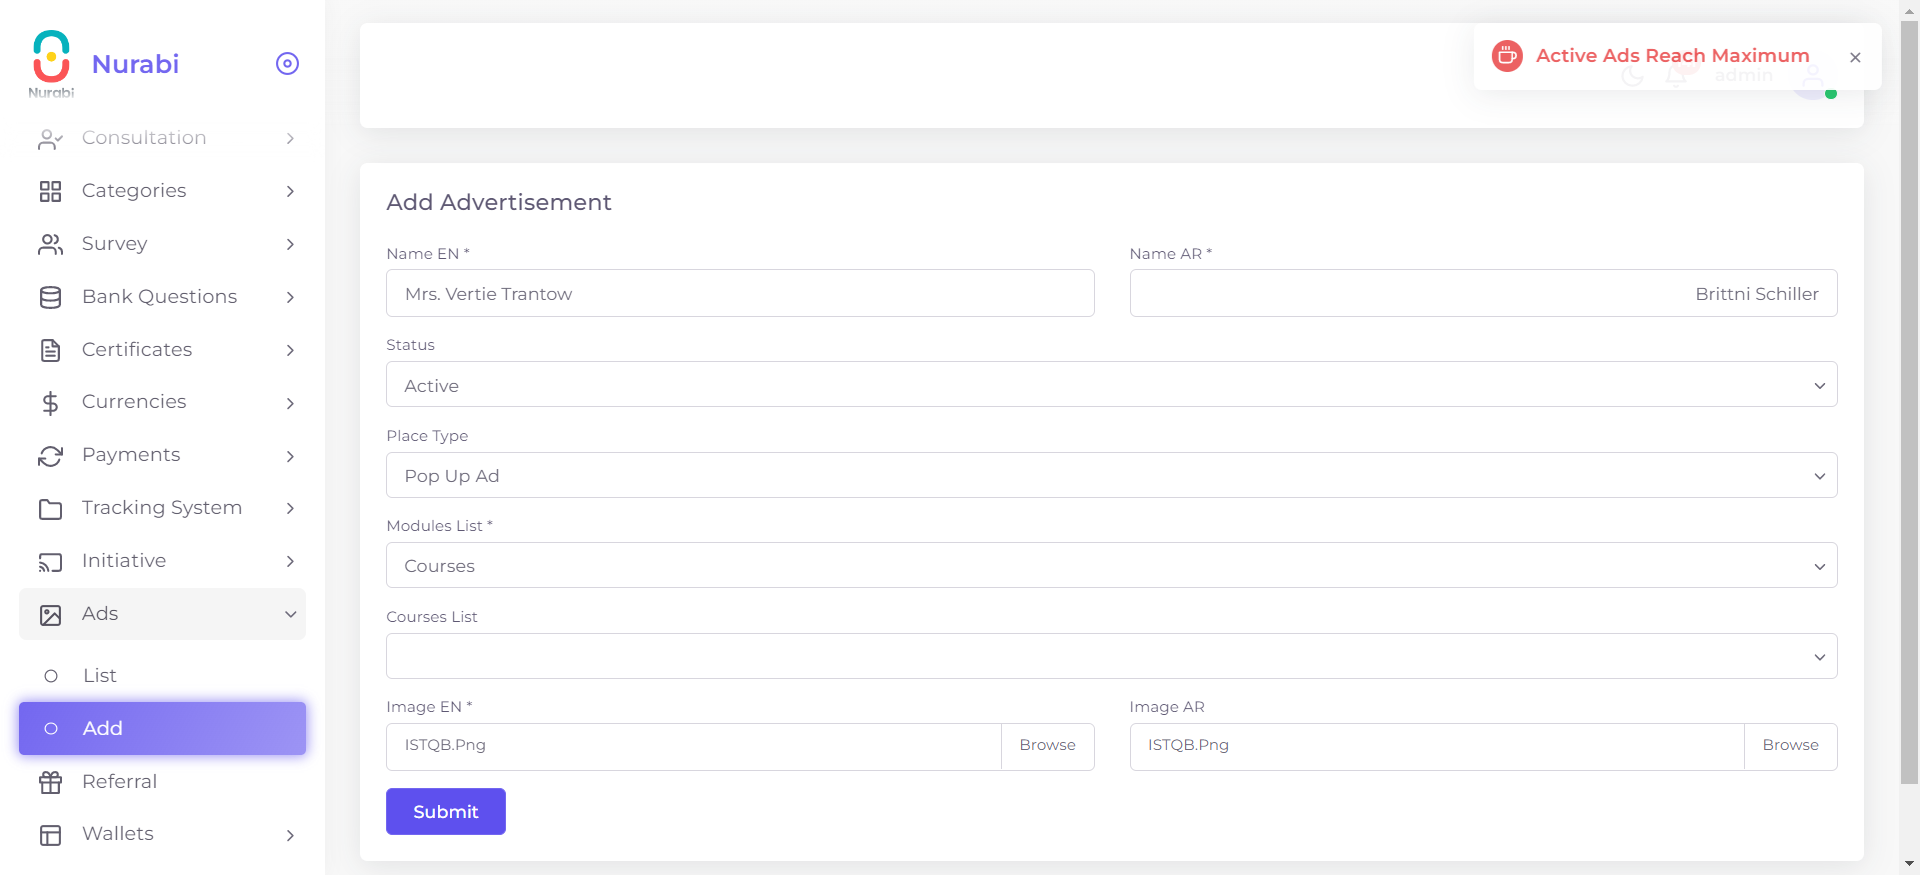 Nurabi
Nurabi
Consultation
Categories
Survey
Bank Questions
Certificates
Currencies
Payments
Tracking System
Initiative
Ads
List
Add
Referral
Wallets
Active Ads Reach Maximum
admin
Add Advertisement
Name EN *
Name AR *
Mrs. Vertie Trantow
Brittni Schiller
Status
Active
Place Type
Pop Up Ad
Modules List *
Courses
Courses List
Image EN *
Image AR
ISTQB.Png
Browse
ISTQB.Png
Browse
Submit